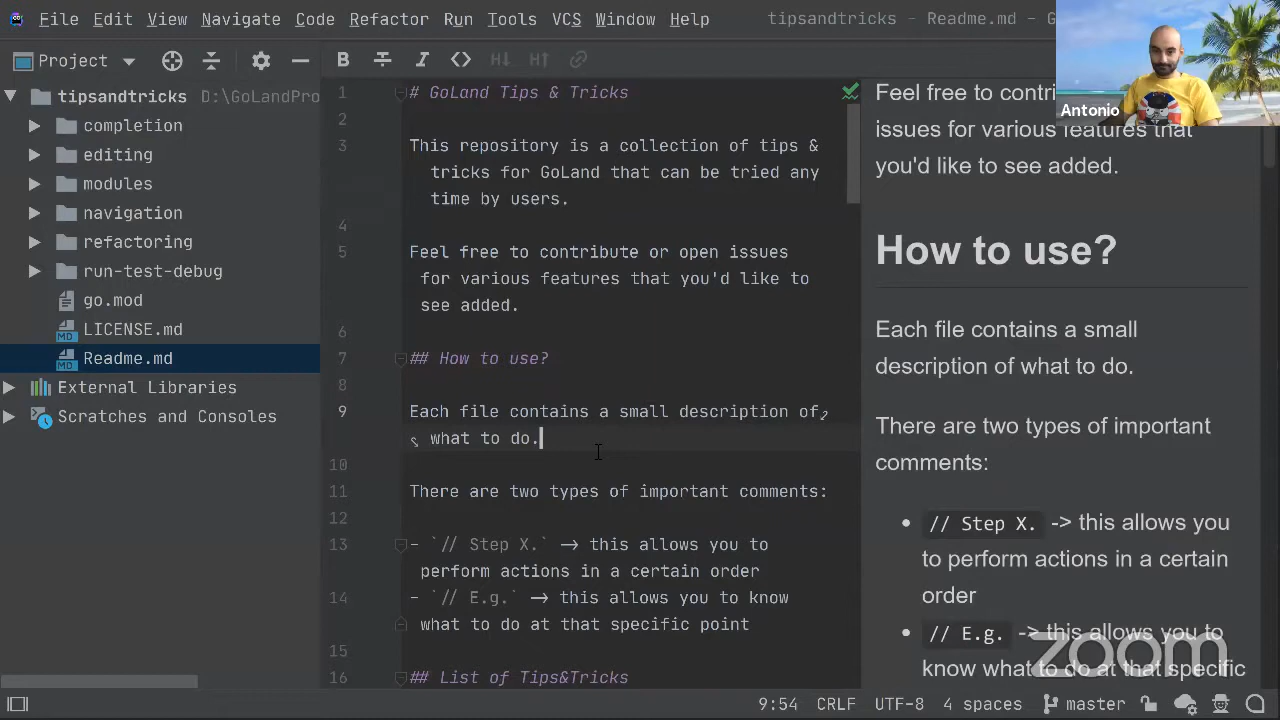 File Edit View Navigate Code Refactor Run Tools VCS Window Help tipsandtricks - Readme.md - G
Project
B H↓ H↑
Antonio
tipsandtricks D:\GoLandPro
completion
editing
modules
navigation
refactoring
run-test-debug
go.mod
LICENSE.md
MD
Readme.md
MD
External Libraries
Scratches and Consoles
1 # GoLand Tips & Tricks
2
3 This repository is a collection of tips &
tricks for GoLand that can be tried any
time by users.
4
5 Feel free to contribute or open issues
for various features that you'd like to
see added.
6
7 ## How to use?
8
9 Each file contains a small description of
what to do.
10
11 There are two types of important comments:
12
13 - `// Step X.` -> this allows you to
perform actions in a certain order
14 - `// E.g.` -> this allows you to know
what to do at that specific point
15
16 ## List of Tips&Tricks
Feel free to contri
issues for various features that
you'd like to see added.
How to use?
Each file contains a small
description of what to do.
There are two types of important
comments:
• // Step X. -> this allows you
to perform actions in a certain
order
• // E.g. -> this allows you to
know what to do at that specific
zoom
9:54 CRLF UTF-8 4 spaces master